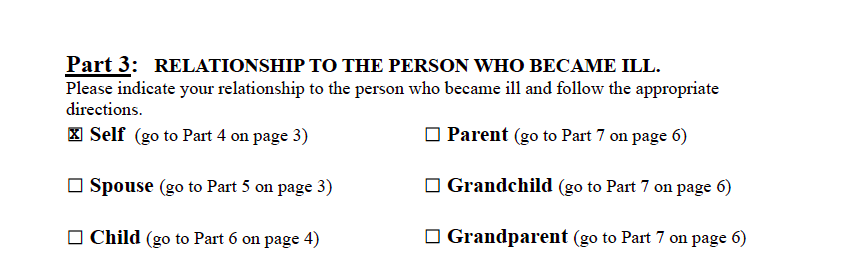 Part 3: RELATIONSHIP TO THE PERSON WHO BECAME ILL.
Please indicate your relationship to the person who became ill and follow the appropriate
directions.
☒ Self (go to Part 4 on page 3)
☐ Parent (go to Part 7 on page 6)
☐ Spouse (go to Part 5 on page 3)
☐ Grandchild (go to Part 7 on page 6)
☐ Child (go to Part 6 on page 4)
☐ Grandparent (go to Part 7 on page 6)